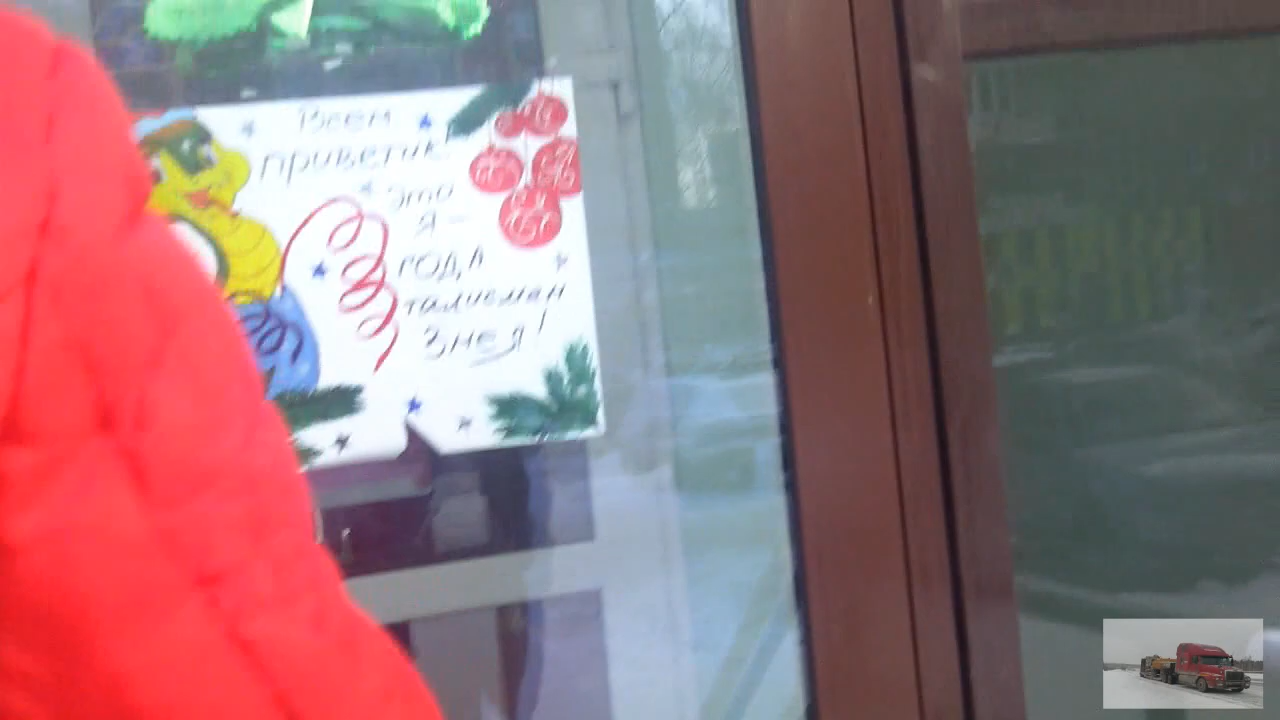 Всем
приветик!
Это
я -
года
талисман
Змея!